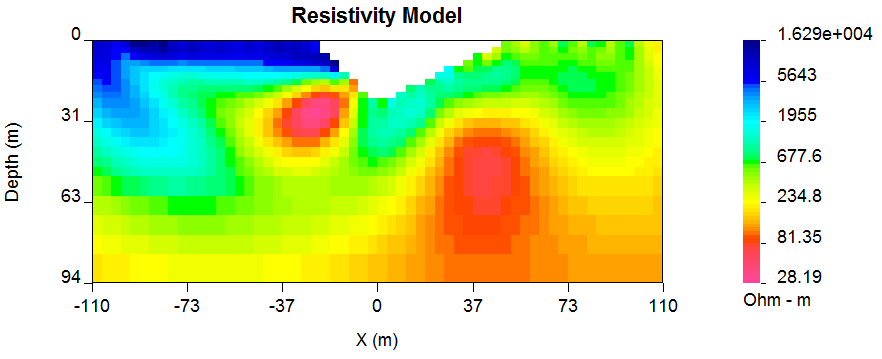 Resistivity Model
0
31
63
94
Depth (m)
-110 -73 -37 0 37 73 110
X (m)
1.629e+004
5643
1955
677.6
234.8
81.35
28.19
Ohm - m